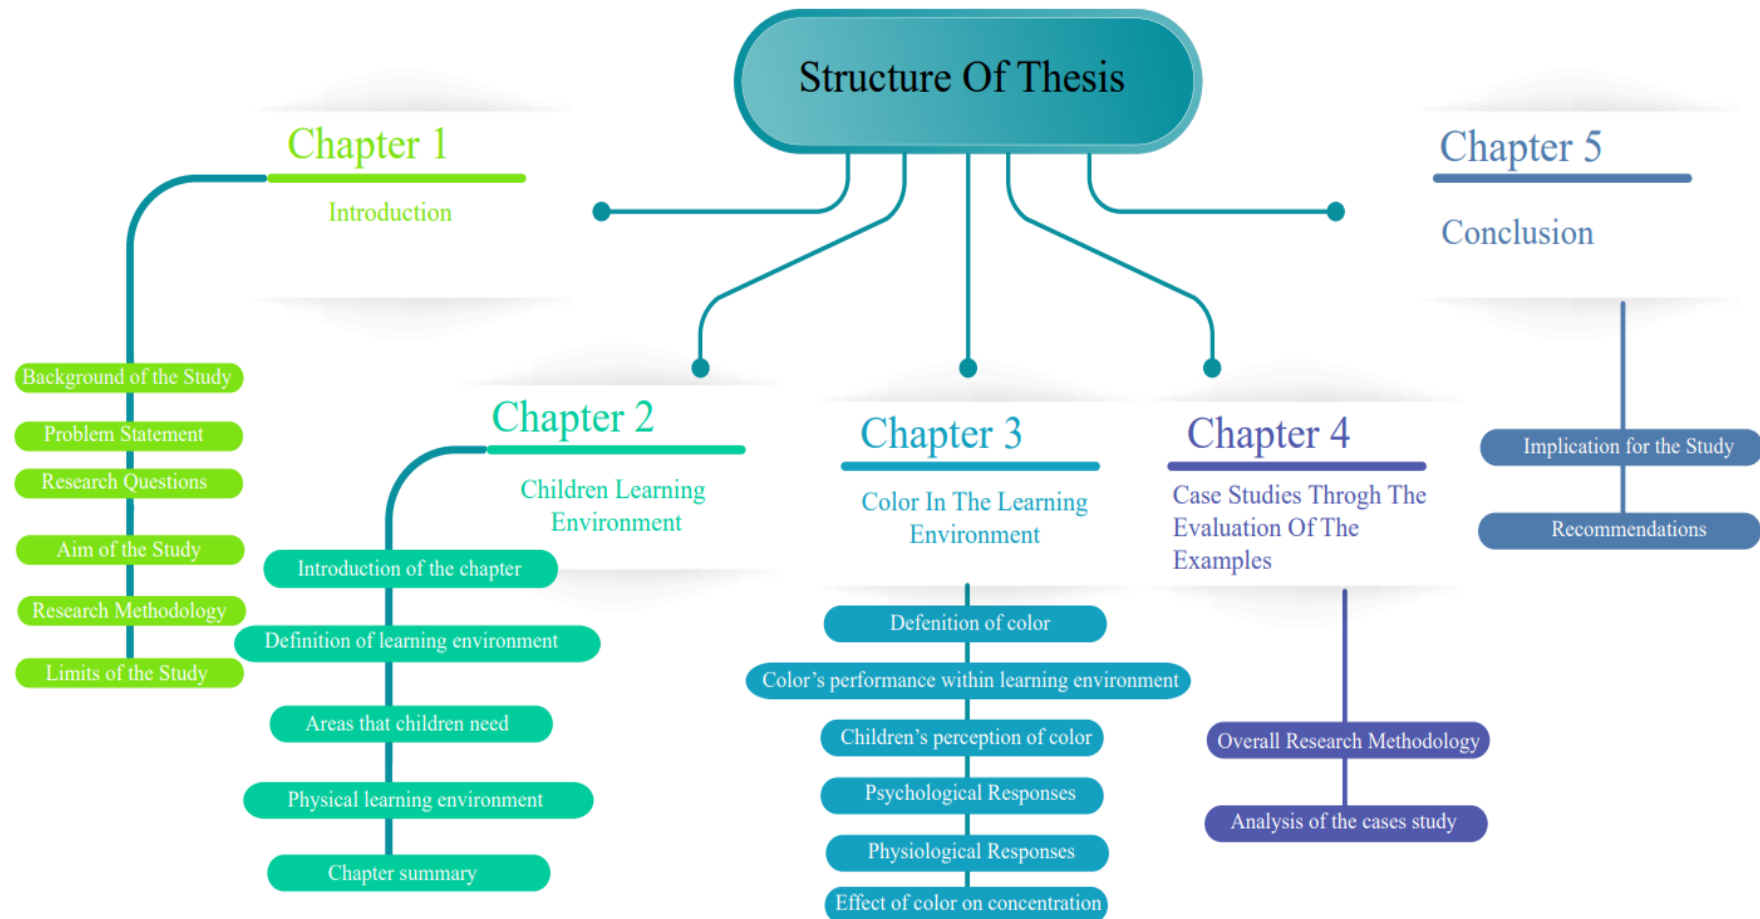 Structure Of Thesis
Chapter 1
Introduction
Background of the Study
Problem Statement
Research Questions
Aim of the Study
Research Methodology
Limits of the Study
Chapter 2
Children Learning
Environment
Introduction of the chapter
Definition of learning environment
Areas that children need
Physical learning environment
Chapter summary
Chapter 3
Color In The Learning
Environment
Defenition of color
Color’s performance within learning environment
Children’s perception of color
Psychological Responses
Physiological Responses
Effect of color on concentration
Chapter 4
Case Studies Throgh The
Evaluation Of The
Examples
Overall Research Methodology
Analysis of the cases study
Chapter 5
Conclusion
Implication for the Study
Recommendations